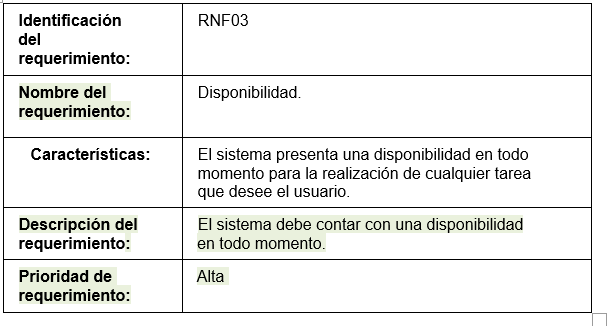 Identificación
del
requerimiento:
RNF03
Nombre del
requerimiento:
Disponibilidad.
Características:
El sistema presenta una disponibilidad en todo
momento para la realización de cualquier tarea
que desee el usuario.
Descripción del
requerimiento:
El sistema debe contar con una disponibilidad
en todo momento.
Prioridad de
requerimiento:
Alta